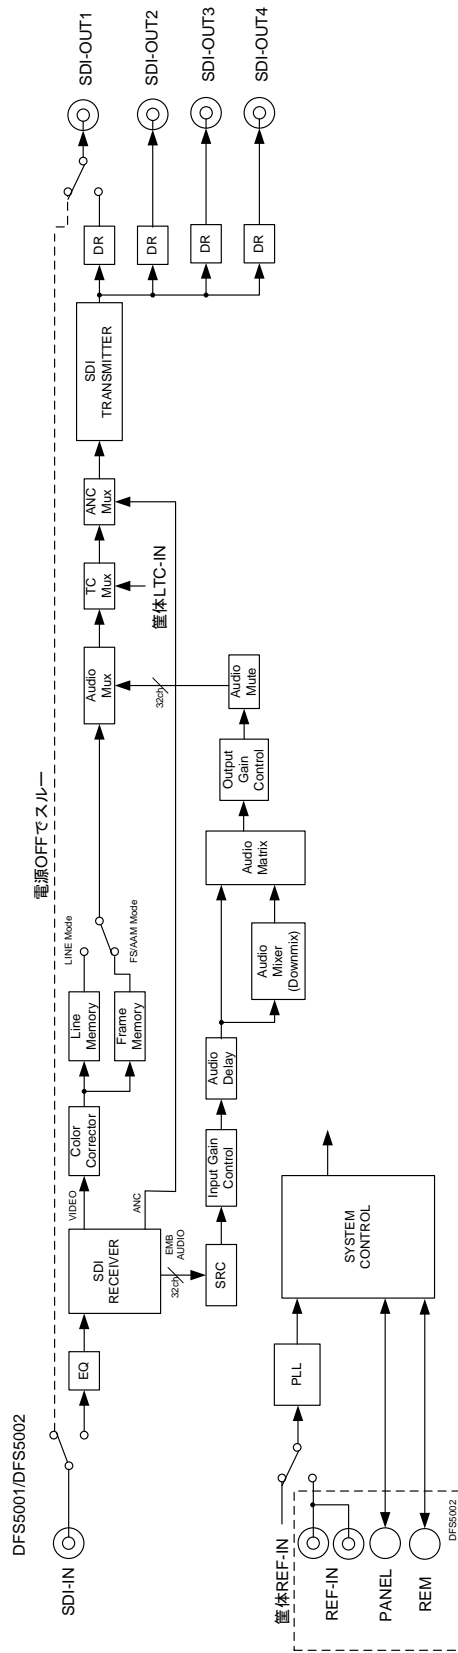 DFS5001/DFS5002
電源OFFでスルー
SDI-IN
EQ
SDI
RECEIVER
VIDEO
ANC
EMB
AUDIO
32ch
Color
Corrector
Line
Memory
Frame
Memory
LINE Mode
FS/AAM Mode
Audio
Mux
TC
Mux
筐体LTC-IN
ANC
Mux
SDI
TRANSMITTER
DR
DR
DR
DR
SDI-OUT1
SDI-OUT2
SDI-OUT3
SDI-OUT4
SRC
Input Gain
Control
Audio
Delay
Audio
Mixer
(Downmix)
Audio
Matrix
Output
Gain
Control
Audio
Mute
32ch
筐体REF-IN
REF-IN
PANEL
REM
DFS5002
PLL
SYSTEM
CONTROL